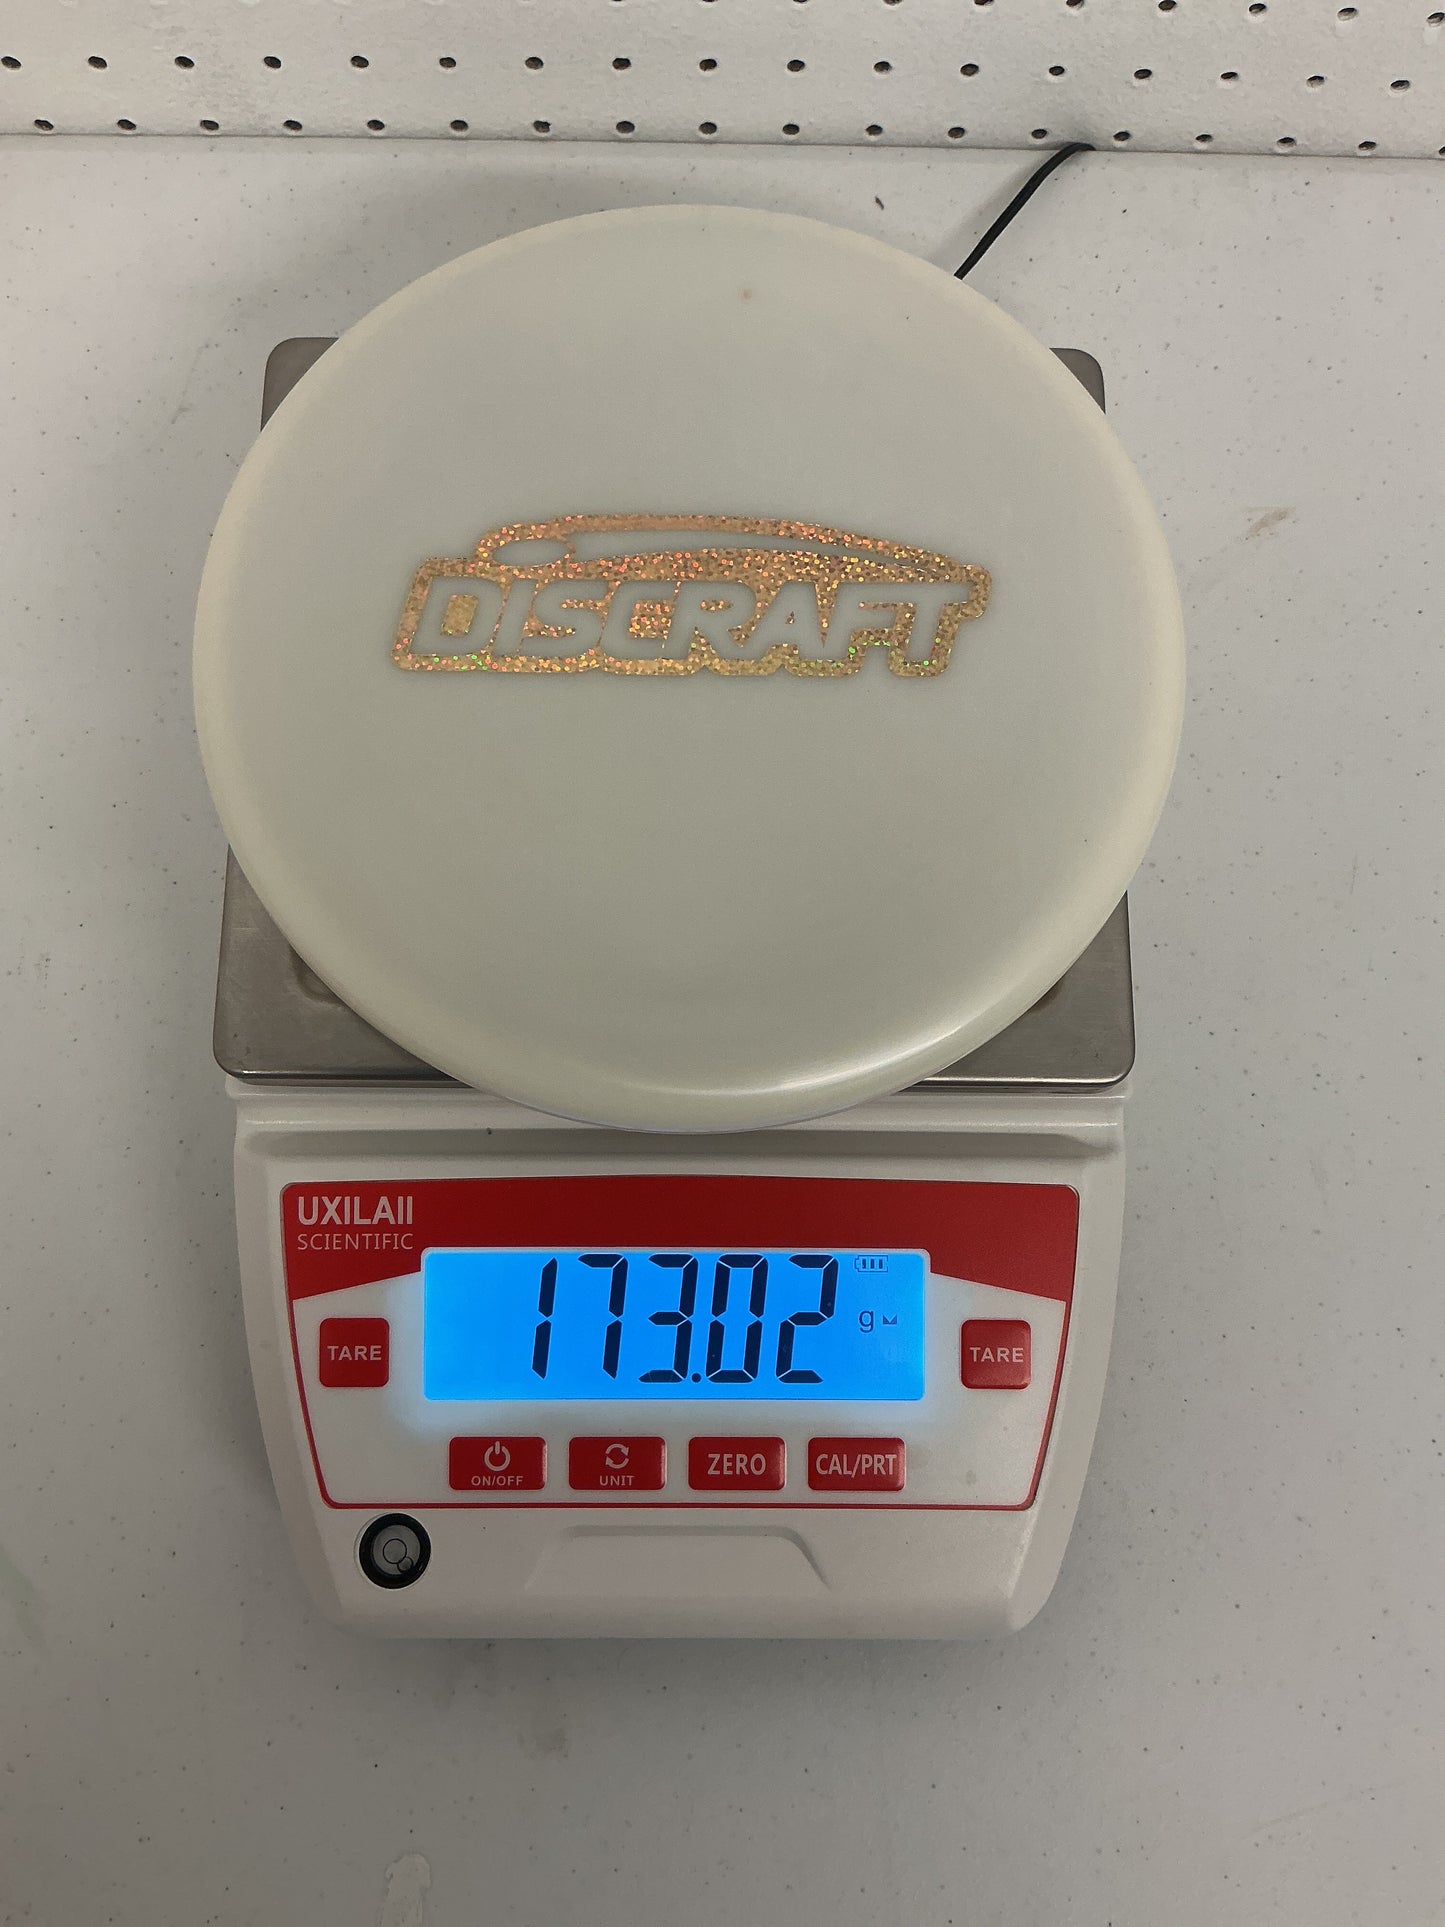 DISCRAFT
UXILAII
SCIENTIFIC
173.02
g
TARE
TARE
ON/OFF
UNIT
ZERO
CAL/PRT